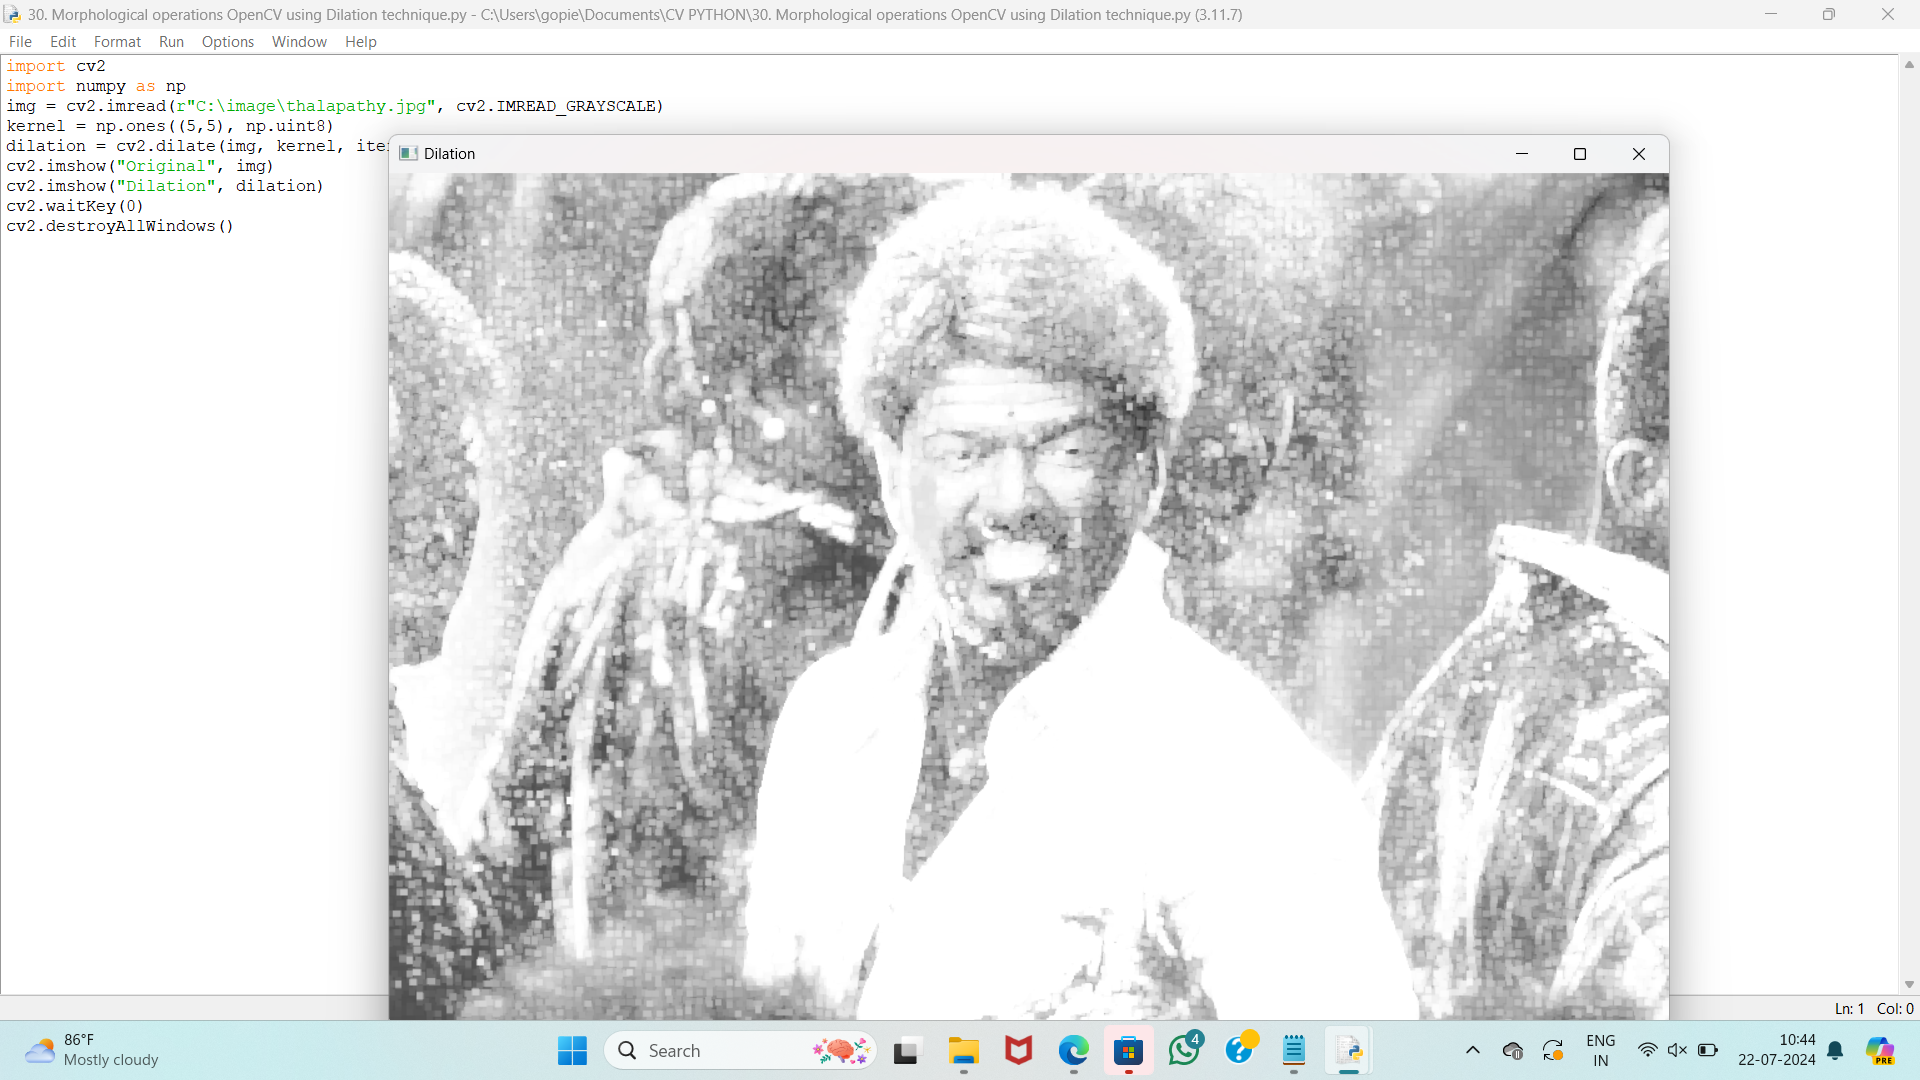 30. Morphological operations OpenCV using Dilation technique.py - C:\Users\gopie\Documents\CV PYTHON\30. Morphological operations OpenCV using Dilation technique.py (3.11.7)
File Edit Format Run Options Window Help
import cv2
import numpy as np
img = cv2.imread(r"C:\image\thalapathy.jpg", cv2.IMREAD_GRAYSCALE)
kernel = np.ones((5,5), np.uint8)
dilation = cv2.dilate(img, kernel, ite
cv2.imshow("Original", img)
cv2.imshow("Dilation", dilation)
cv2.waitKey(0)
cv2.destroyAllWindows()
Dilation
Ln: 1 Col: 0
86°F
Mostly cloudy
Search
4
ENG
IN
10:44
22-07-2024
PRE